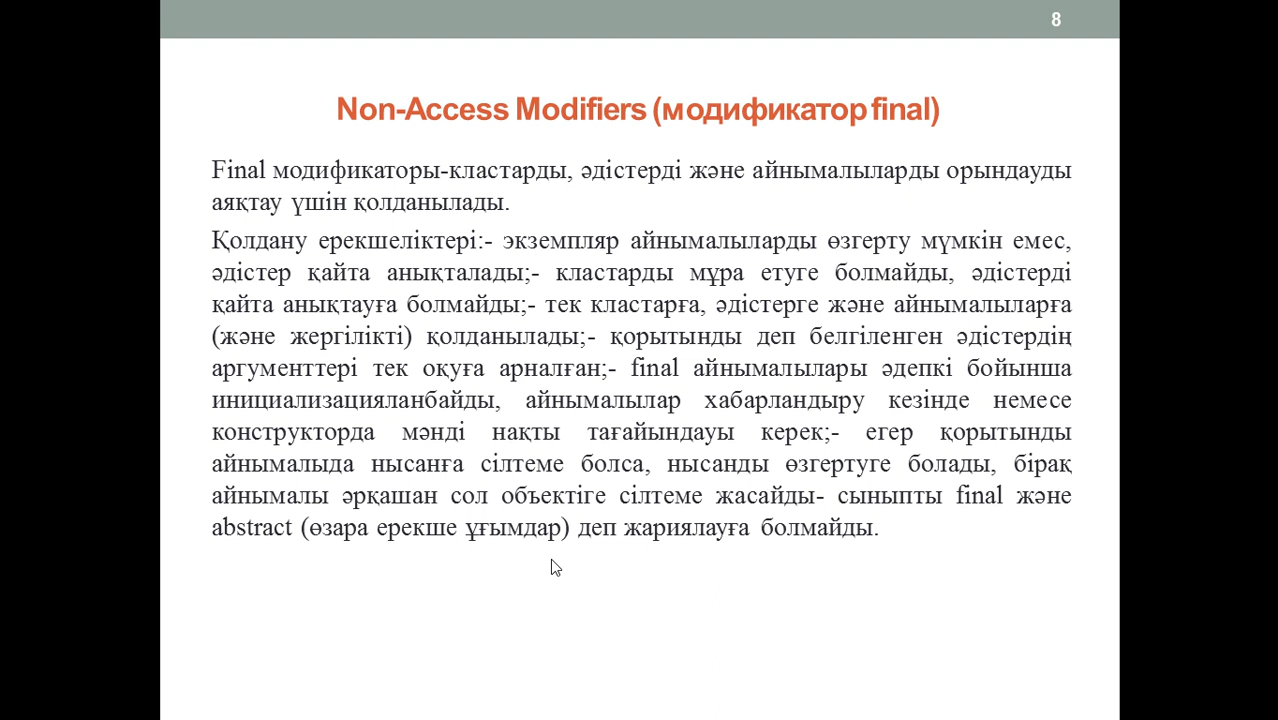 8
Non-Access Modifiers (модификатор final)
Final модификаторы-кластарды, әдістерді және айнымалыларды орындауды
аяқтау үшін қолданылады.
Қолдану ерекшеліктері:- экземпляр айнымалыларды өзгерту мүмкін емес,
әдістер қайта анықталады;- кластарды мұра етуге болмайды, әдістерді
қайта анықтауға болмайды;- тек кластарға, әдістерге және айнымалыларға
(және жергілікті) қолданылады;- қорытынды деп белгіленген әдістердің
аргументтері тек оқуға арналған;- final айнымалылары әдепкі бойынша
инициализацияланбайды, айнымалылар хабарландыру кезінде немесе
конструкторда мәнді нақты тағайындауы керек;- егер қорытынды
айнымалыда нысанға сілтеме болса, нысанды өзгертуге болады, бірақ
айнымалы әрқашан сол объектіге сілтеме жасайды- сыныпты final және
abstract (өзара ерекше ұғымдар) деп жариялауға болмайды.